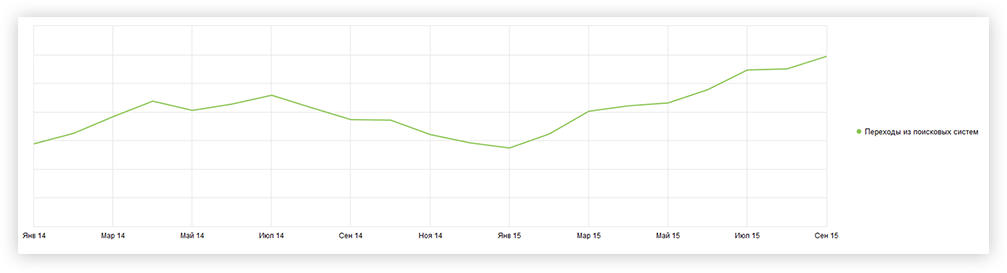 Переходы из поисковых систем
Янв 14 Мар 14 Май 14 Июл 14 Сен 14 Ноя 14 Янв 15 Мар 15 Май 15 Июл 15 Сен 15